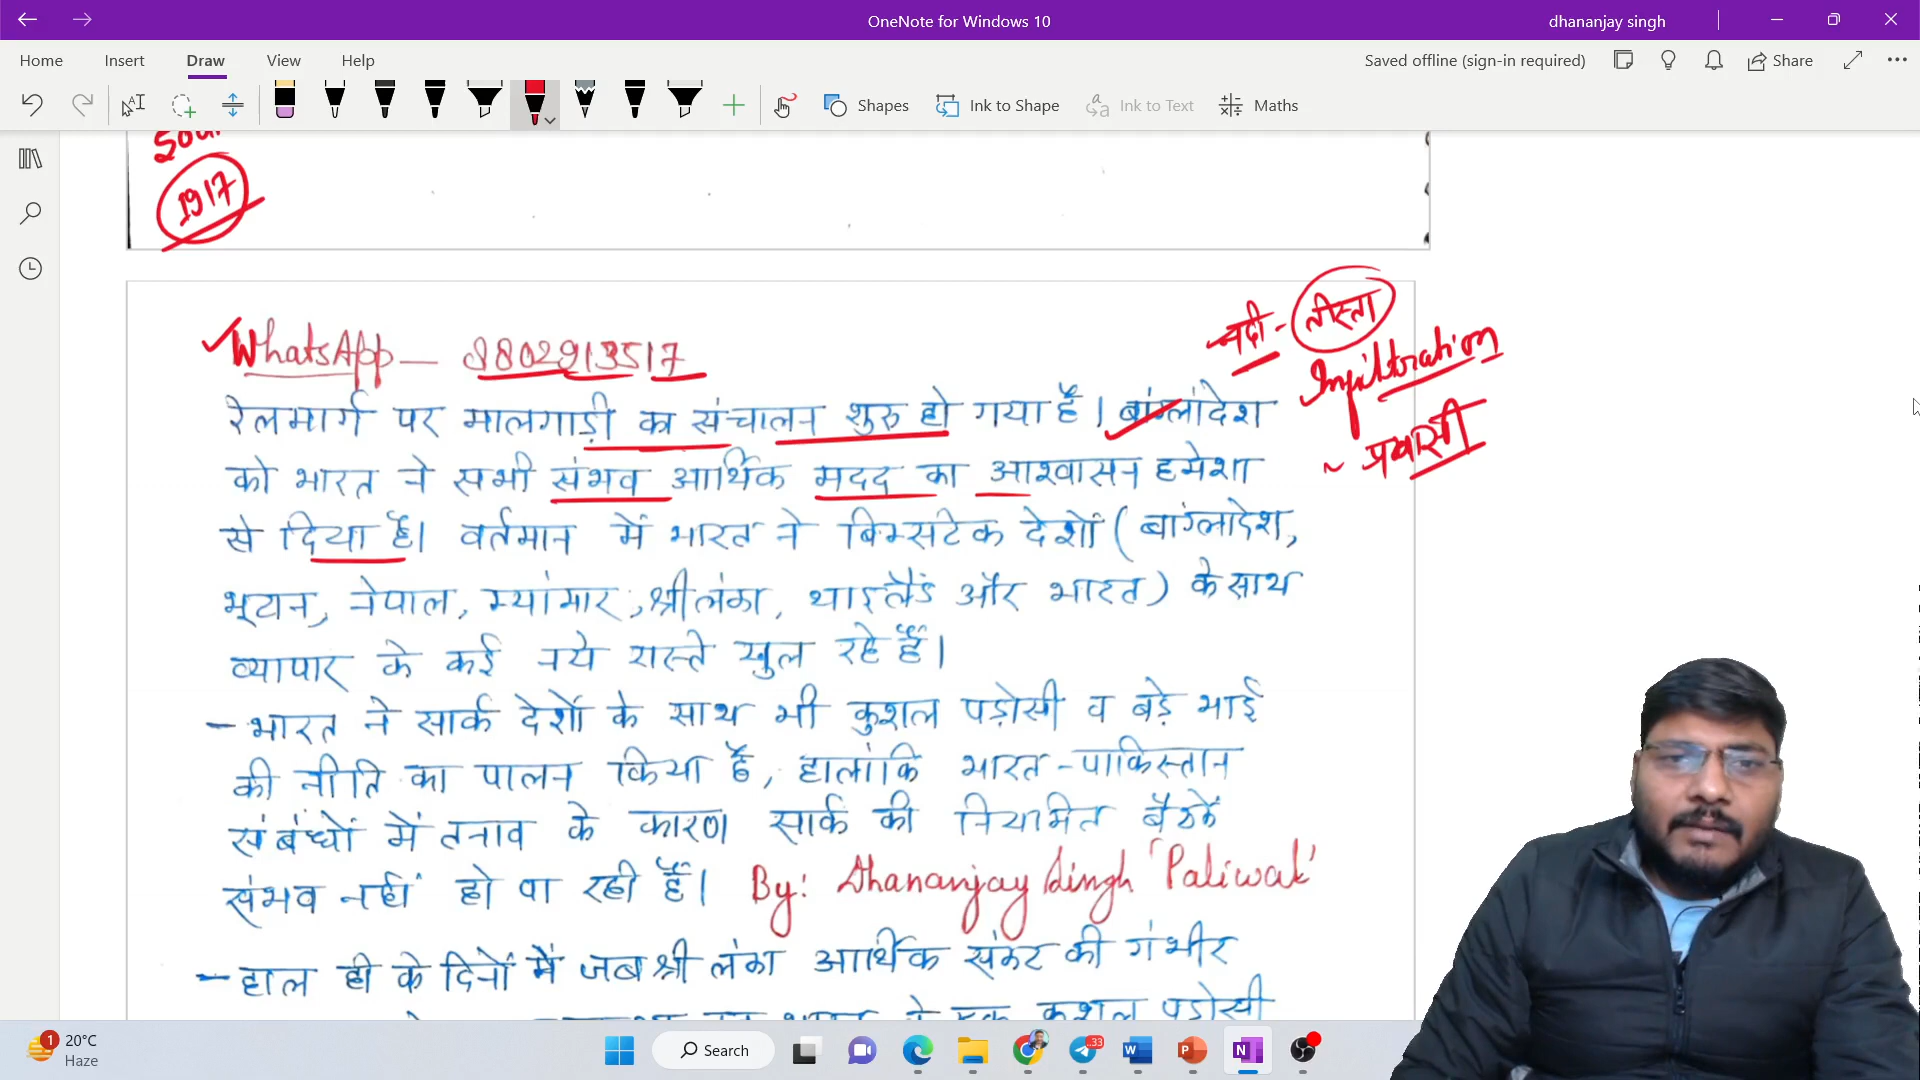 OneNote for Windows 10
dhananjay singh
Home Insert Draw View Help
Saved offline (sign-in required)
Share
Shapes
Ink to Shape
Ink to Text
Maths
1917
WhatsApp - 9802913517
नदी - तीस्ता
Infiltration
~ प्रवासी
रेलमार्ग पर मालगाड़ी का संचालन शुरु हो गया है। बांग्लादेश
को भारत ने सभी संभव आर्थिक मदद का आश्वासन हमेशा
से दिया है। वर्तमान में भारत ने बिम्सटेक देशों (बांग्लादेश,
भूटान, नेपाल, म्यांमार, श्रीलंका, थाइलैंड और भारत) के साथ
व्यापार के कई नये रास्ते खुल रहे हैं।
- भारत ने सार्क देशों के साथ भी कुशल पड़ोसी व बड़े भाई
की नीति का पालन किया है, हालांकि भारत-पाकिस्तान
संबंधों में तनाव के कारण सार्क की नियमित बैठकें
संभव नहीं हो पा रही हैं। By: Dhananjay Singh 'Paliwal'
- हाल ही के दिनों में जब श्री लंका आर्थिक संकट की गंभीर
कुशल पड़ोसी
1
20°C
Haze
Search
33